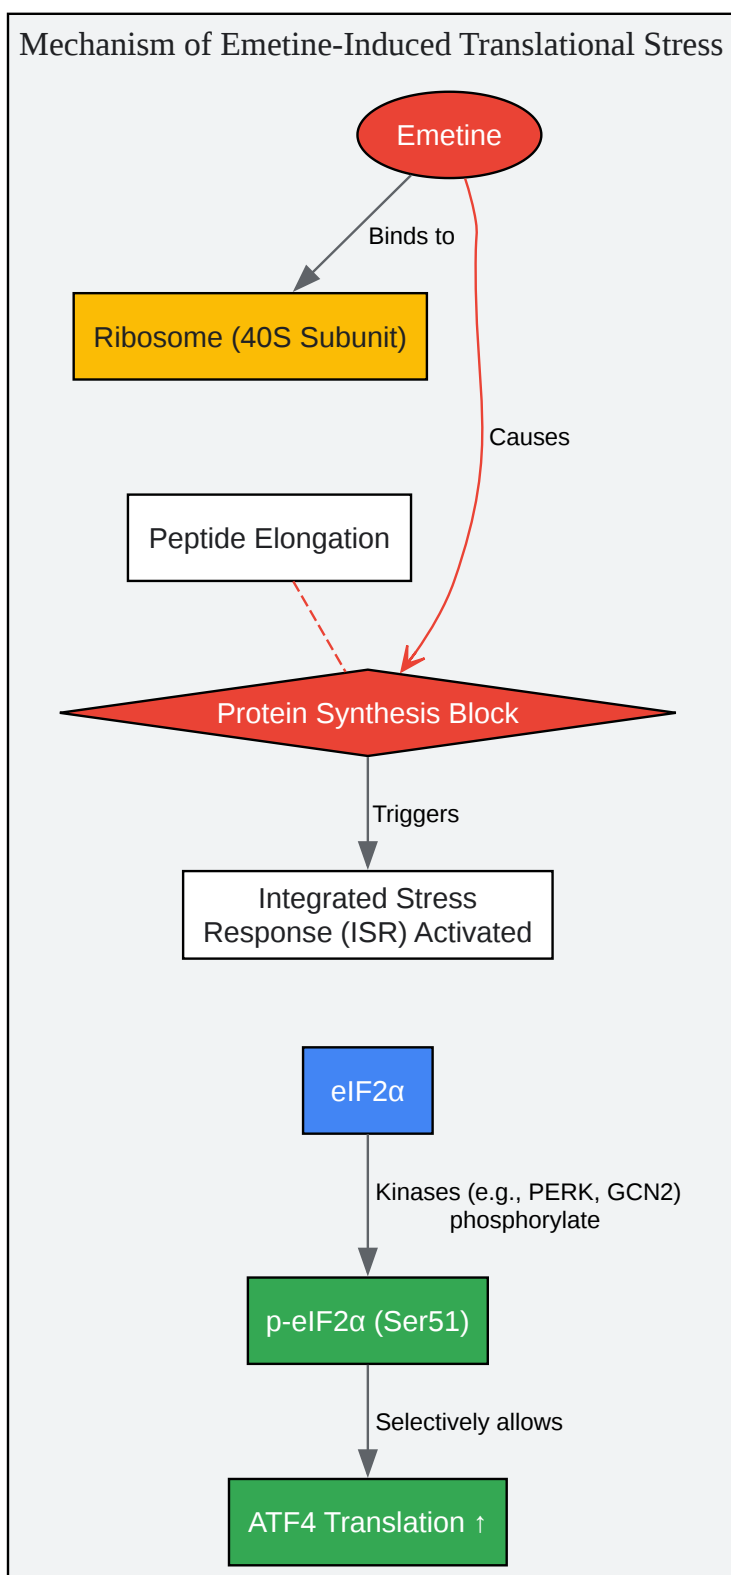 Mechanism of Emetine-Induced Translational Stress
Emetine
Binds to
Ribosome (40S Subunit)
Causes
Peptide Elongation
Protein Synthesis Block
Triggers
Integrated Stress
Response (ISR) Activated
eIF2α
Kinases (e.g., PERK, GCN2)
phosphorylate
p-eIF2α (Ser51)
Selectively allows
ATF4 Translation ↑